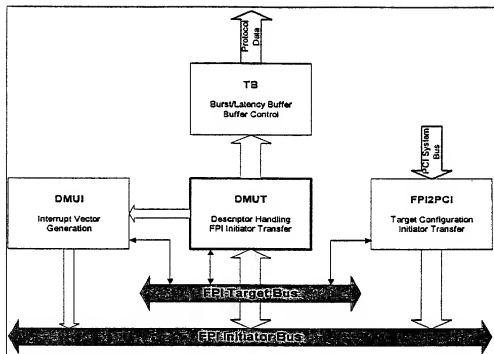 Protocol
Data
TB
Burst/Latency Buffer
Buffer Control
PCI System
Bus
DMUI
Interrupt Vector
Generation
DMUT
Descriptor Handling
FPI Initiator Transfer
FPI2PCI
Target Configuration
Initiator Transfer
FPI Target Bus
FPI Initiator Bus